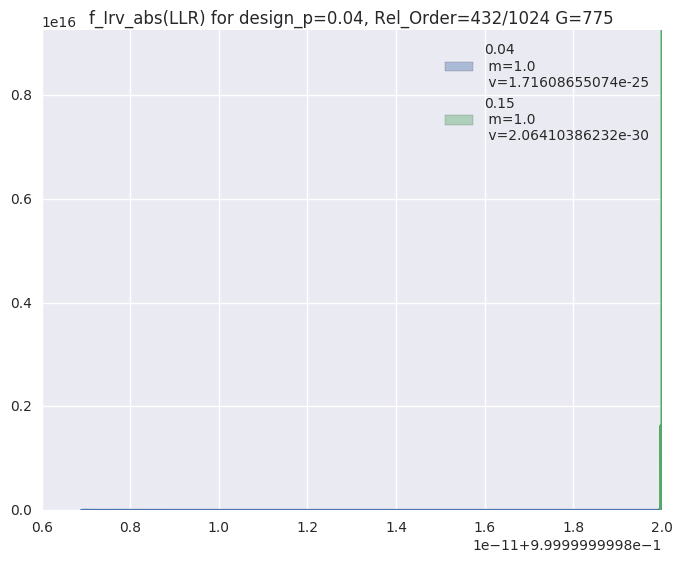 1e16
f_Irv_abs(LLR) for design_p=0.04, Rel_Order=432/1024 G=775
0.04
m=1.0
v=1.71608655074e-25
0.15
m=1.0
v=2.06410386232e-30
0.8
0.6
0.4
0.2
0.0
0.6 0.8 1.0 1.2 1.4 1.6 1.8 2.0
1e−11+9.9999999998e−1